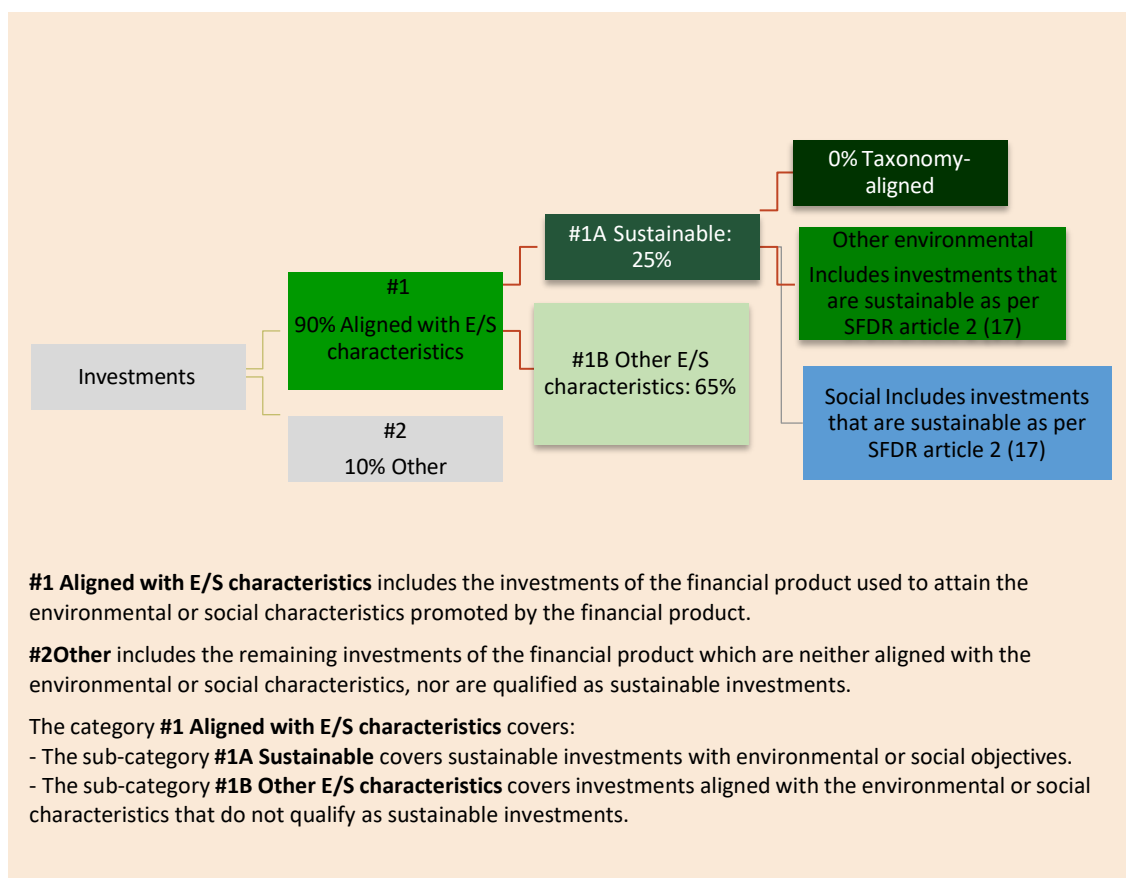 Investments
#1
90% Aligned with E/S
characteristics
#2
10% Other
#1A Sustainable:
25%
#1B Other E/S
characteristics: 65%
0% Taxonomy-
aligned
Other environmental
Includes investments that
are sustainable as per
SFDR article 2 (17)
Social Includes investments
that are sustainable as per
SFDR article 2 (17)
#1 Aligned with E/S characteristics includes the investments of the financial product used to attain the
environmental or social characteristics promoted by the financial product.
#2Other includes the remaining investments of the financial product which are neither aligned with the
environmental or social characteristics, nor are qualified as sustainable investments.
The category #1 Aligned with E/S characteristics covers:
- The sub-category #1A Sustainable covers sustainable investments with environmental or social objectives.
- The sub-category #1B Other E/S characteristics covers investments aligned with the environmental or social
characteristics that do not qualify as sustainable investments.